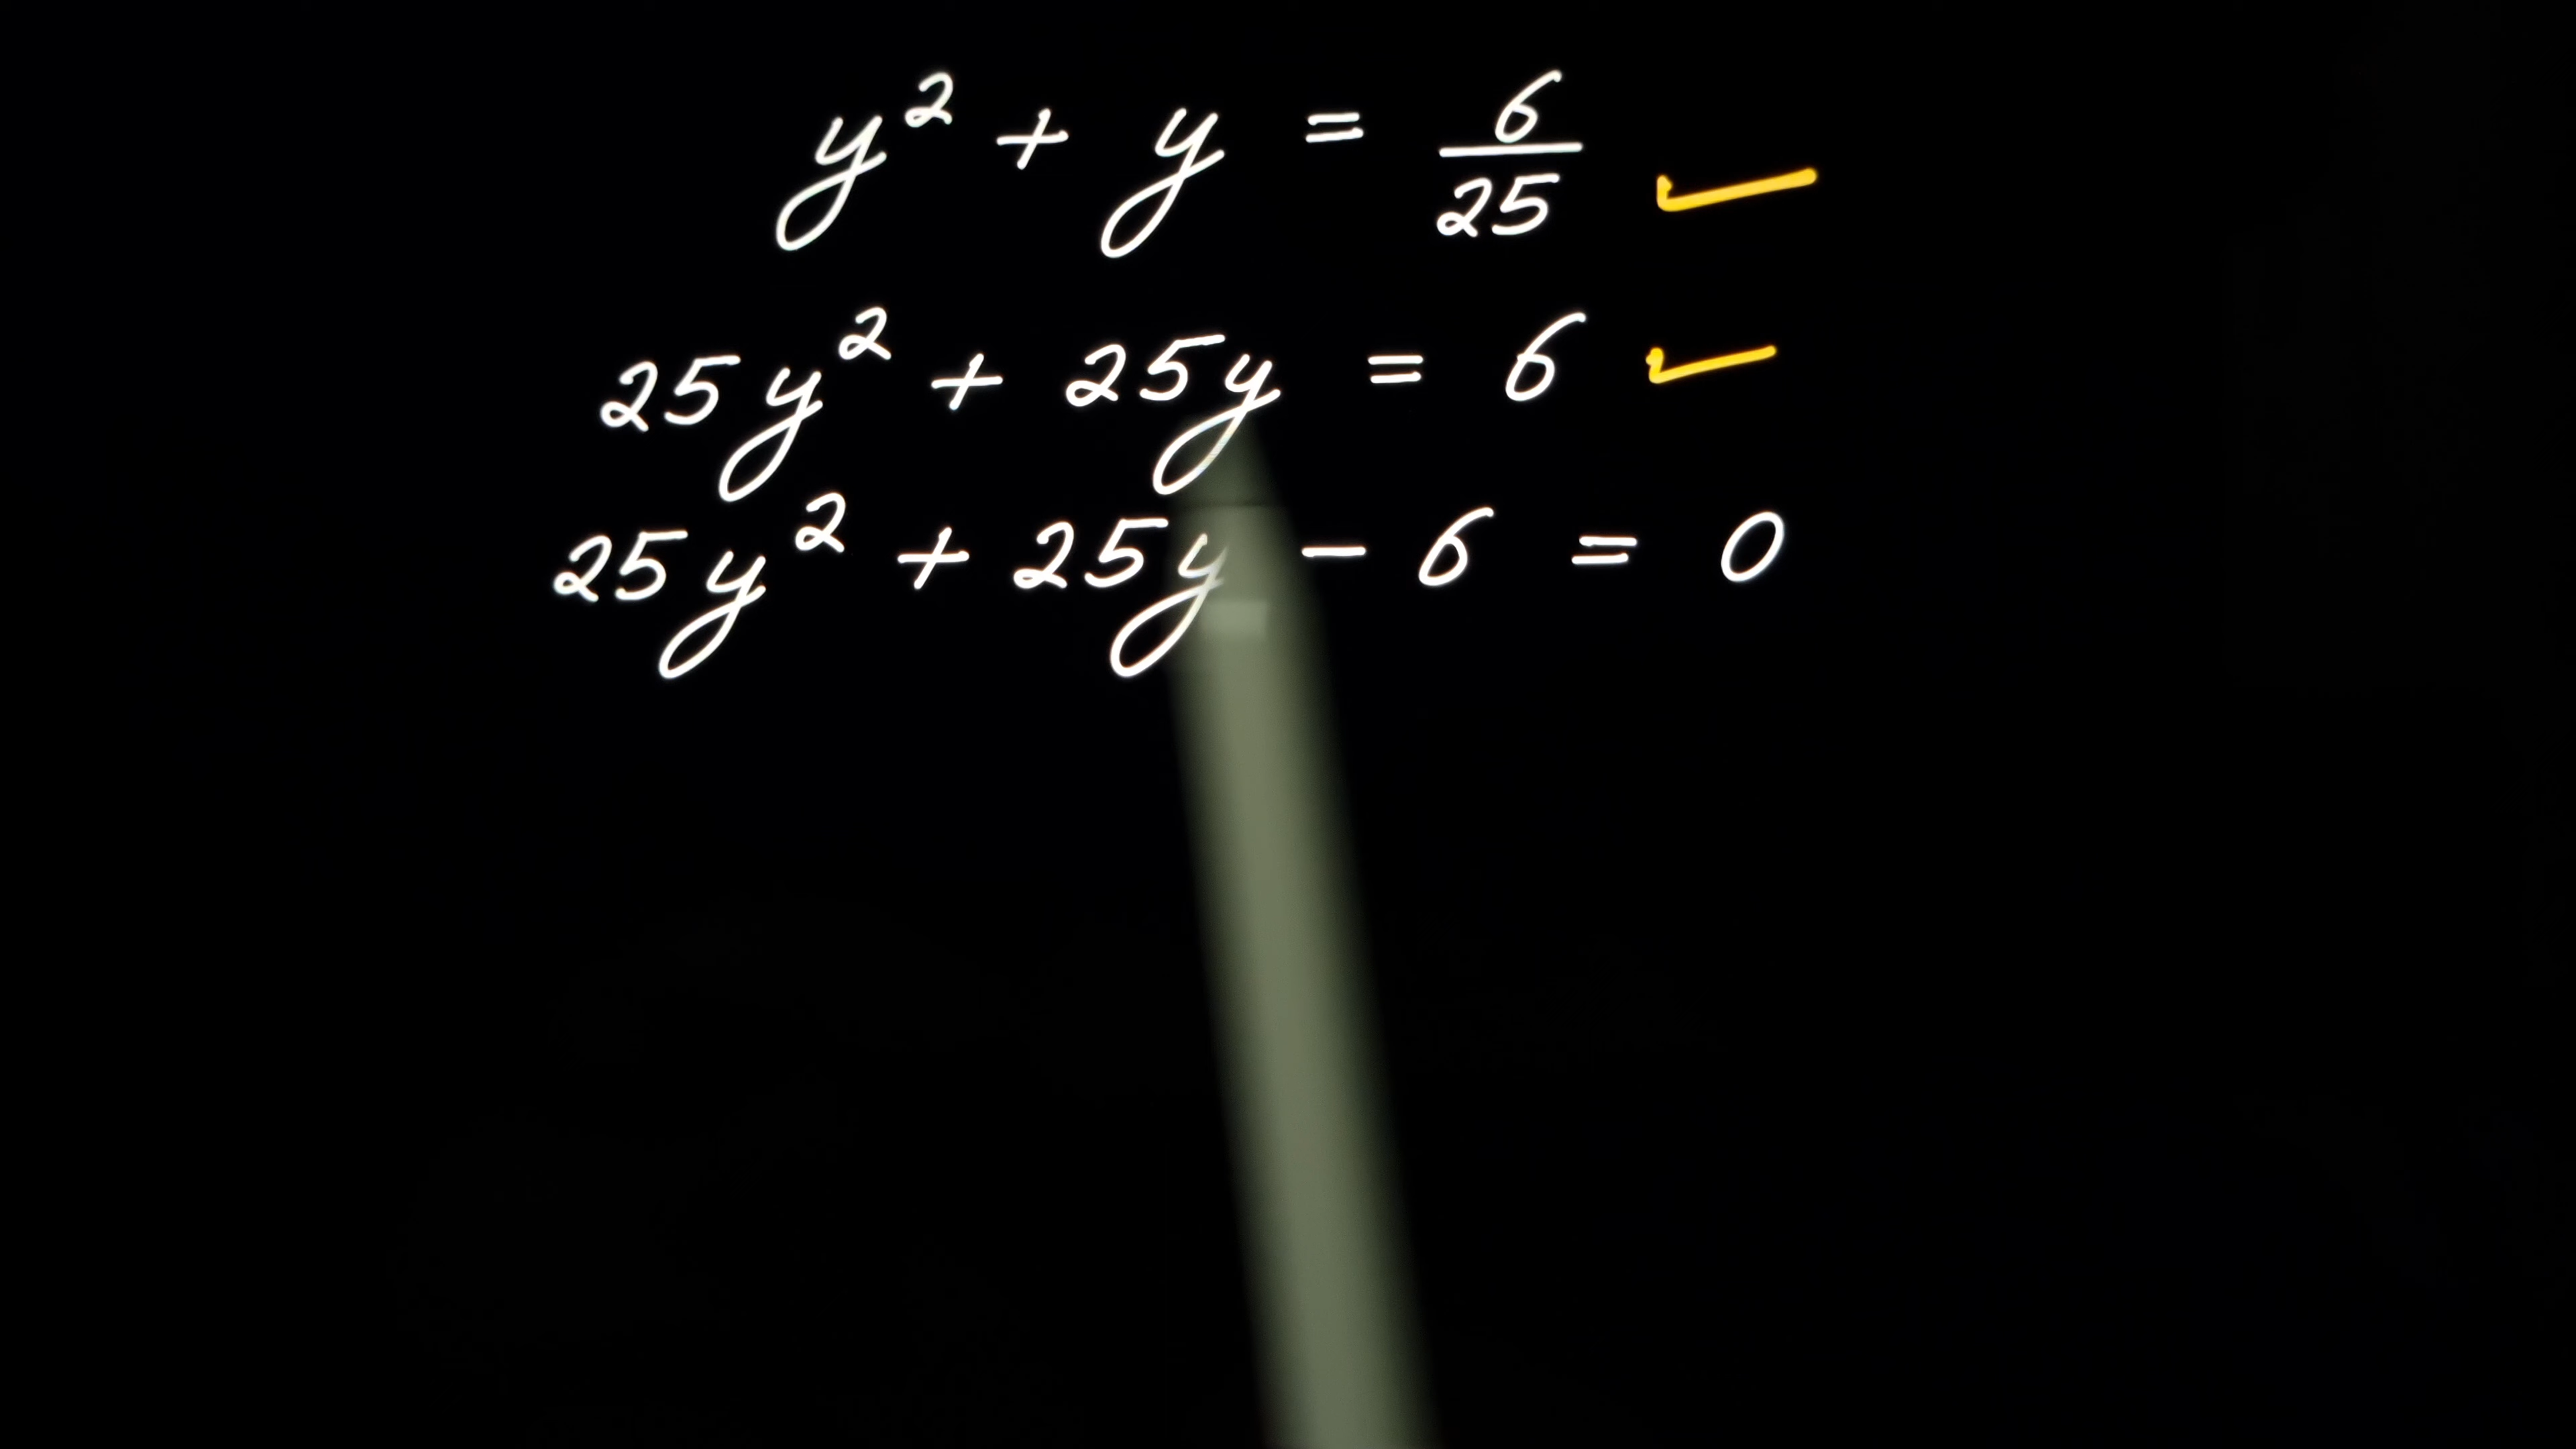 y² + y = 6/25 ✓
25y² + 25y = 6 ✓
25y² + 25y − 6 = 0